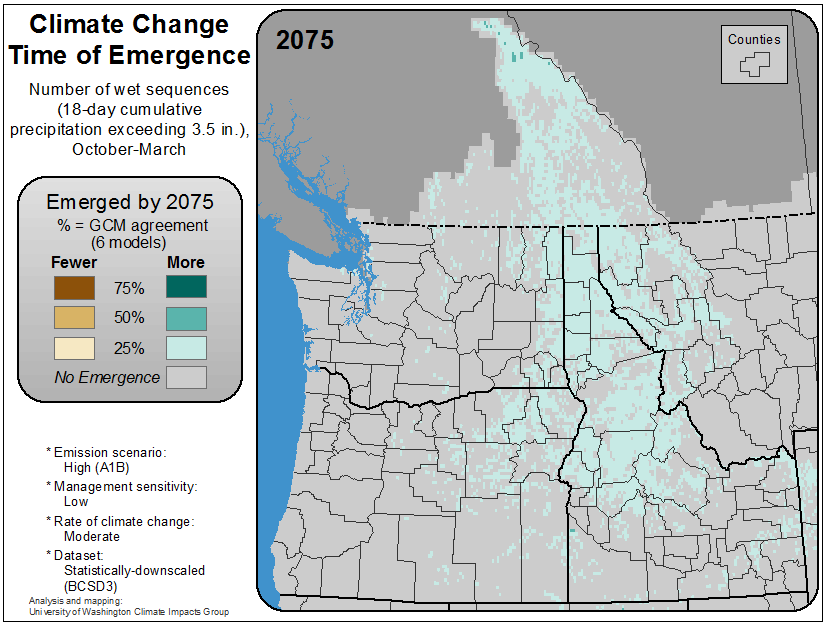 Climate Change
Time of Emergence
Number of wet sequences
(18-day cumulative
precipitation exceeding 3.5 in.),
October-March
Emerged by 2075
% = GCM agreement
(6 models)
Fewer More
75%
50%
25%
No Emergence
* Emission scenario:
High (A1B)
* Management sensitivity:
Low
* Rate of climate change:
Moderate
* Dataset:
Statistically-downscaled
(BCSD3)
Analysis and mapping:
University of Washington Climate Impacts Group
2075
Counties